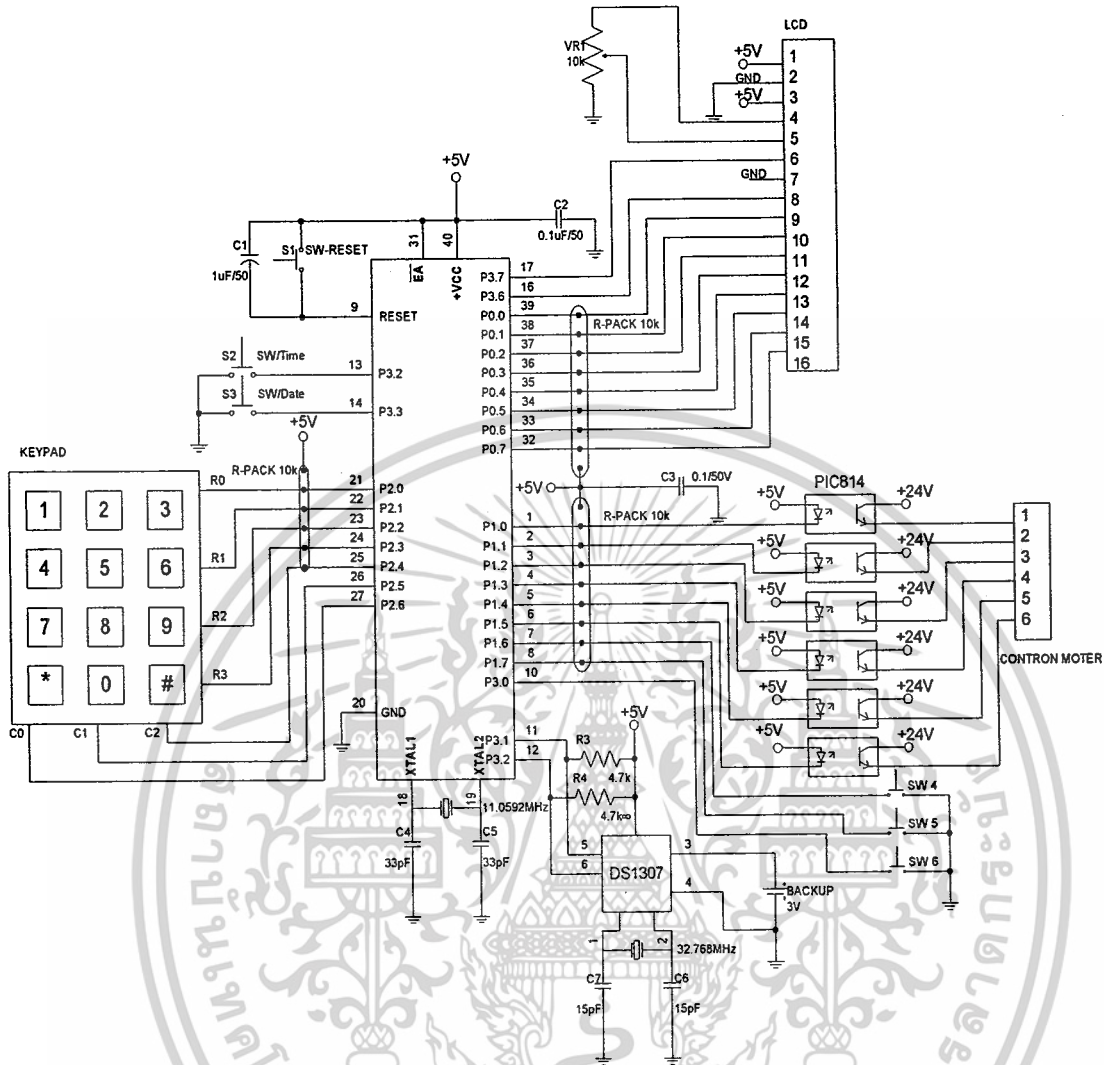 LCD
+5V
GND
+5V
1
2
3
4
5
6
7
8
9
10
11
12
13
14
15
16
VR1
10k
GND
+5V
C2
0.1uF/50
C1
1uF/50
S1 SW-RESET
31
40
EA
+VCC
9
RESET
S2 SW/Time
13
P3.2
S3 SW/Date
14
P3.3
+5V
R-PACK 10k
17
P3.7
16
P3.6
39
P0.0
38
P0.1
37
P0.2
36
P0.3
35
P0.4
34
P0.5
33
P0.6
32
P0.7
R-PACK 10k
KEYPAD
1 2 3
4 5 6
7 8 9
* 0 #
R0
R1
R2
R3
C0
C1
C2
21
P2.0
22
P2.1
23
P2.2
24
P2.3
25
P2.4
26
P2.5
27
P2.6
20
GND
+5V
C3 0.1/50V
R-PACK 10k
1
P1.0
2
P1.1
3
P1.2
4
P1.3
5
P1.4
6
P1.5
7
P1.6
8
P1.7
10
P3.0
11
P3.1
12
P3.2
PIC814
+5V +24V
+5V +24V
+5V +24V
+5V +24V
+5V +24V
+5V +24V
1
2
3
4
5
6
CONTRON MOTER
SW 4
SW 5
SW 6
XTAL1
XTAL2
18
19
11.0592MHz
C4
33pF
C5
33pF
+5V
R3
4.7k
R4
4.7k∞
5
6
DS1307
3
4
BACKUP
3V
1
2
32.768MHz
C7
15pF
C6
15pF